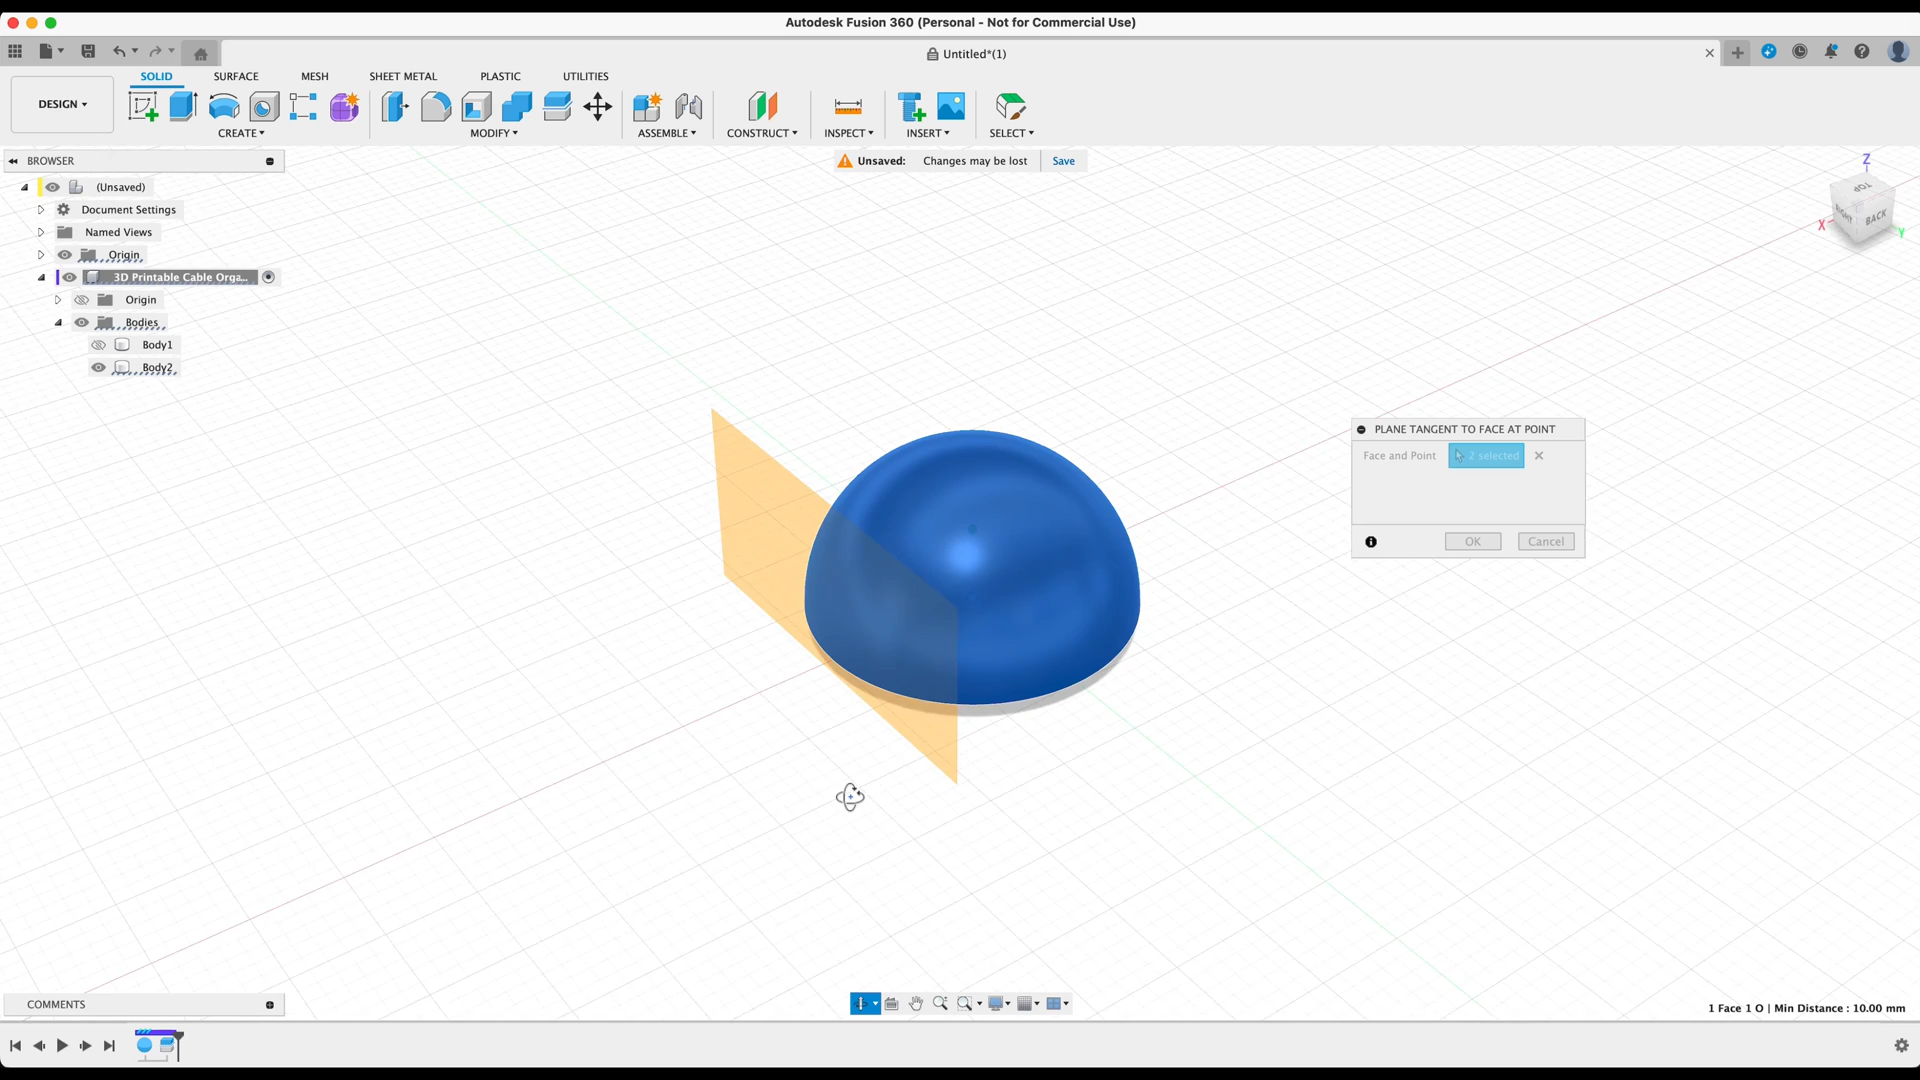 Autodesk Fusion 360 (Personal - Not for Commercial Use)
Untitled*(1)
DESIGN
SOLID SURFACE MESH SHEET METAL PLASTIC UTILITIES
CREATE MODIFY ASSEMBLE CONSTRUCT INSPECT INSERT SELECT
BROWSER
Unsaved: Changes may be lost Save
(Unsaved)
Document Settings
Named Views
Origin
3D Printable Cable Orga...
Origin
Bodies
Body1
Body2
Z
TOP
RIGHT BACK
X
Y
PLANE TANGENT TO FACE AT POINT
Face and Point 2 selected
OK Cancel
COMMENTS
1 Face 1 O | Min Distance : 10.00 mm